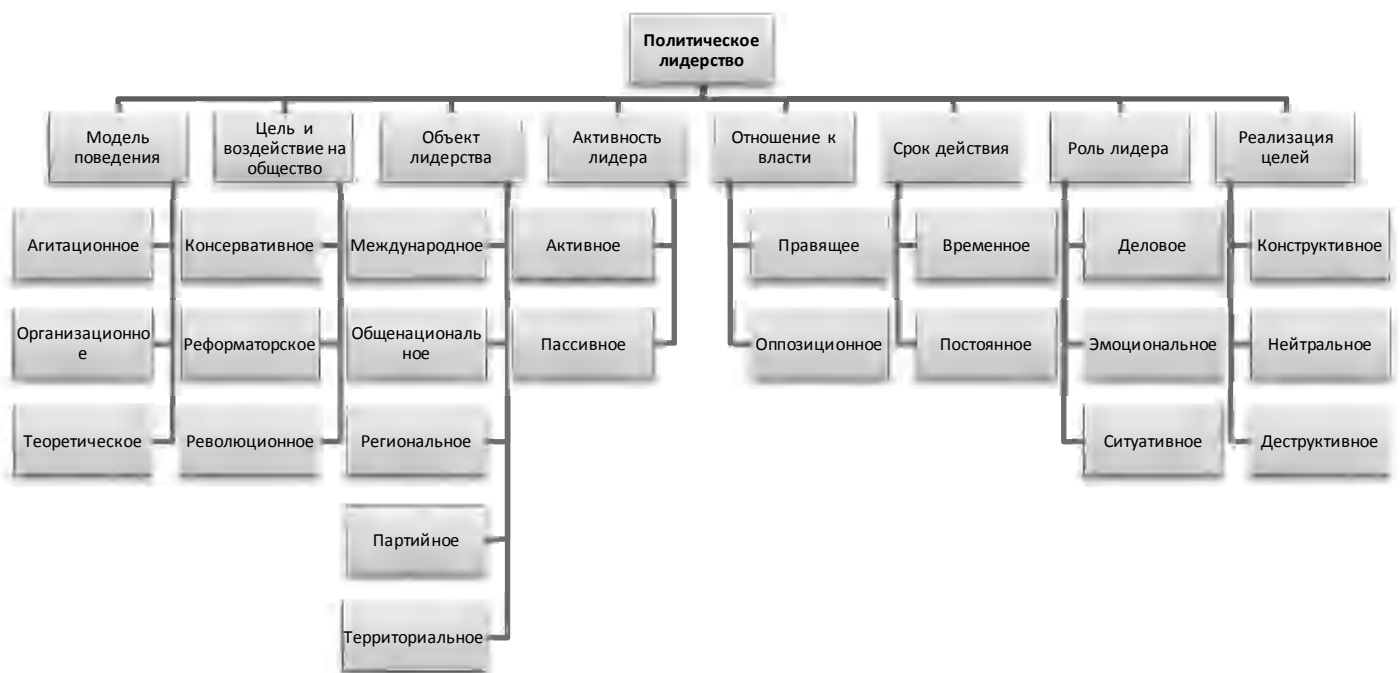 Политическое
лидерство
Модель
поведения
Цель и
воздействие на
общество
Объект
лидерства
Активность
лидера
Отношение к
власти
Срок действия
Роль лидера
Реализация
целей
Агитационное
Консервативное
Международное
Активное
Правящее
Временное
Деловое
Конструктивное
Организационно
е
Реформаторское
Общенациональ
ное
Пассивное
Оппозиционное
Постоянное
Эмоциональное
Нейтральное
Теоретическое
Революционное
Региональное
Ситуативное
Деструктивное
Партийное
Территориальное